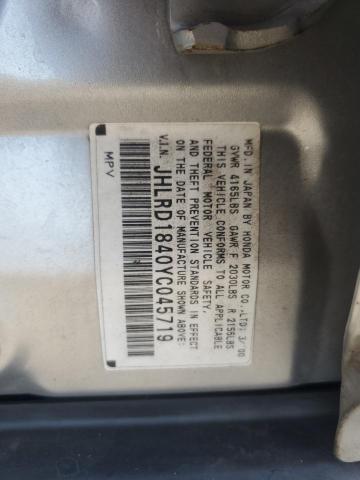 MFD.IN JAPAN BY HONDA MOTOR CO.,LTD; 3/00
GVWR 4165LBS GAWR F 2030LBS R 2155LBS
THIS VEHICLE CONFORMS TO ALL APPLICABLE
FEDERAL MOTOR VEHICLE SAFETY,
AND THEFT PREVENTION STANDARDS IN EFFECT
ON THE DATE OF MANUFACTURE SHOWN ABOVE:
V.I.N. JHLRD1840YC045719
MPV